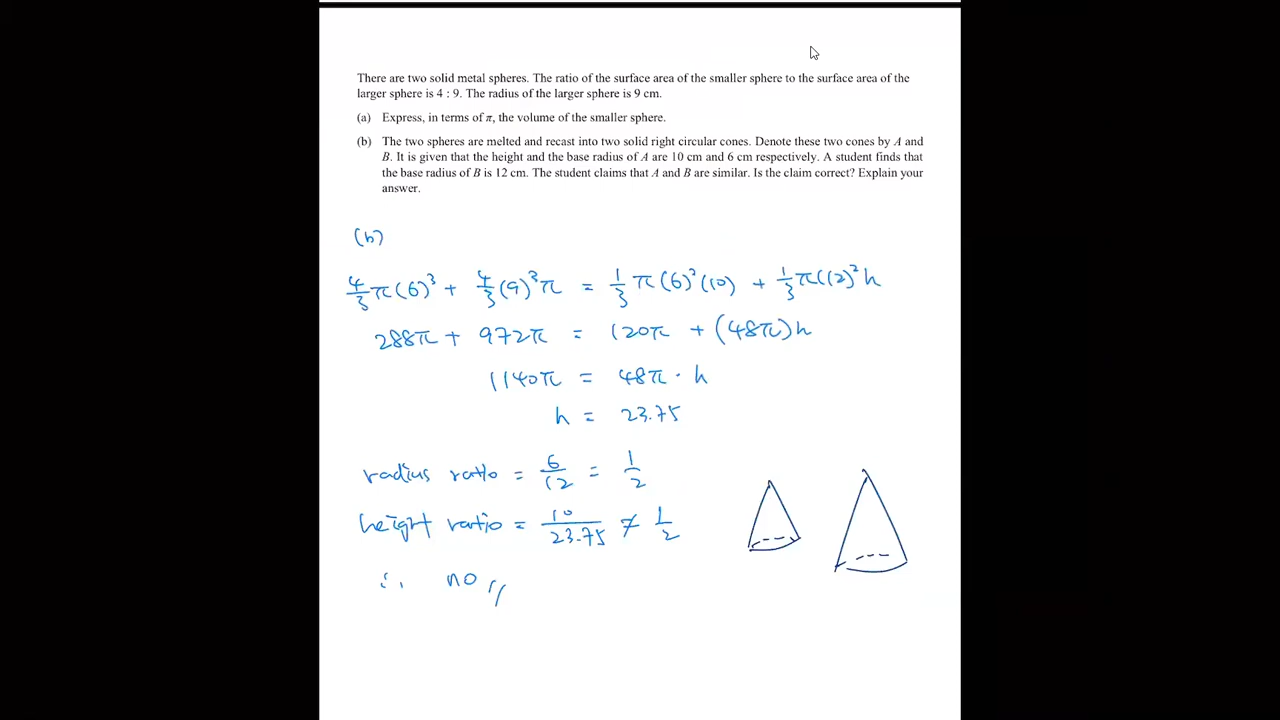 There are two solid metal spheres. The ratio of the surface area of the smaller sphere to the surface area of the
larger sphere is 4 : 9. The radius of the larger sphere is 9 cm.
(a) Express, in terms of π, the volume of the smaller sphere.
(b) The two spheres are melted and recast into two solid right circular cones. Denote these two cones by A and
B. It is given that the height and the base radius of A are 10 cm and 6 cm respectively. A student finds that
the base radius of B is 12 cm. The student claims that A and B are similar. Is the claim correct? Explain your
answer.
(b)
4/3 π(6)³ + 4/3 (9)³π = 1/3 π(6)²(10) + 1/3 π(12)²h
288π + 972π = 120π + (48π)h
1140π = 48π · h
h = 23.75
radius ratio = 6/12 = 1/2
height ratio = 10/23.75 ≠ 1/2
∴ no //